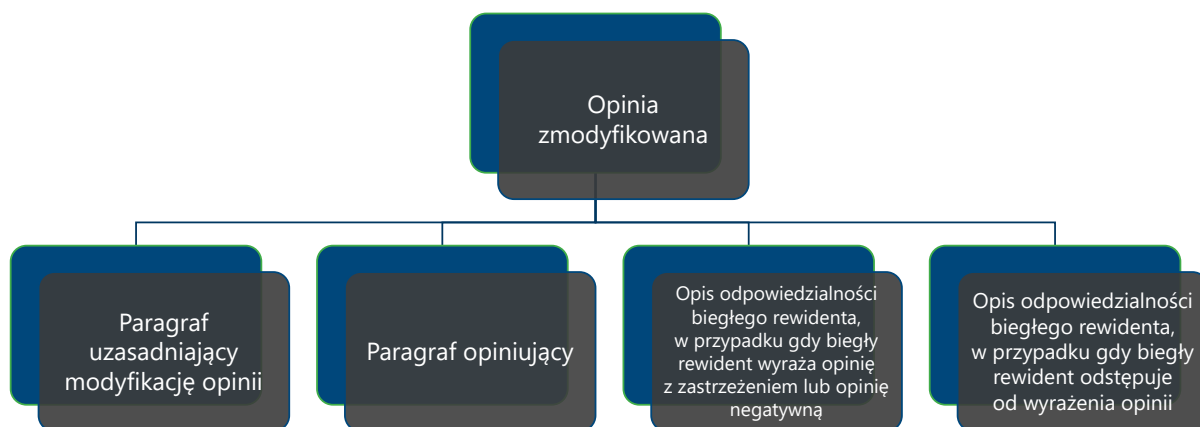 Opinia
zmodyfikowana
Paragraf
uzasadniający
modyfikację opinii
Paragraf opiniujący
Opis odpowiedzialności
biegłego rewidenta,
w przypadku gdy biegły
rewident wyraża opinię
z zastrzeżeniem lub opinię
negatywną
Opis odpowiedzialności
biegłego rewidenta,
w przypadku gdy biegły
rewident odstępuje
od wyrażenia opinii